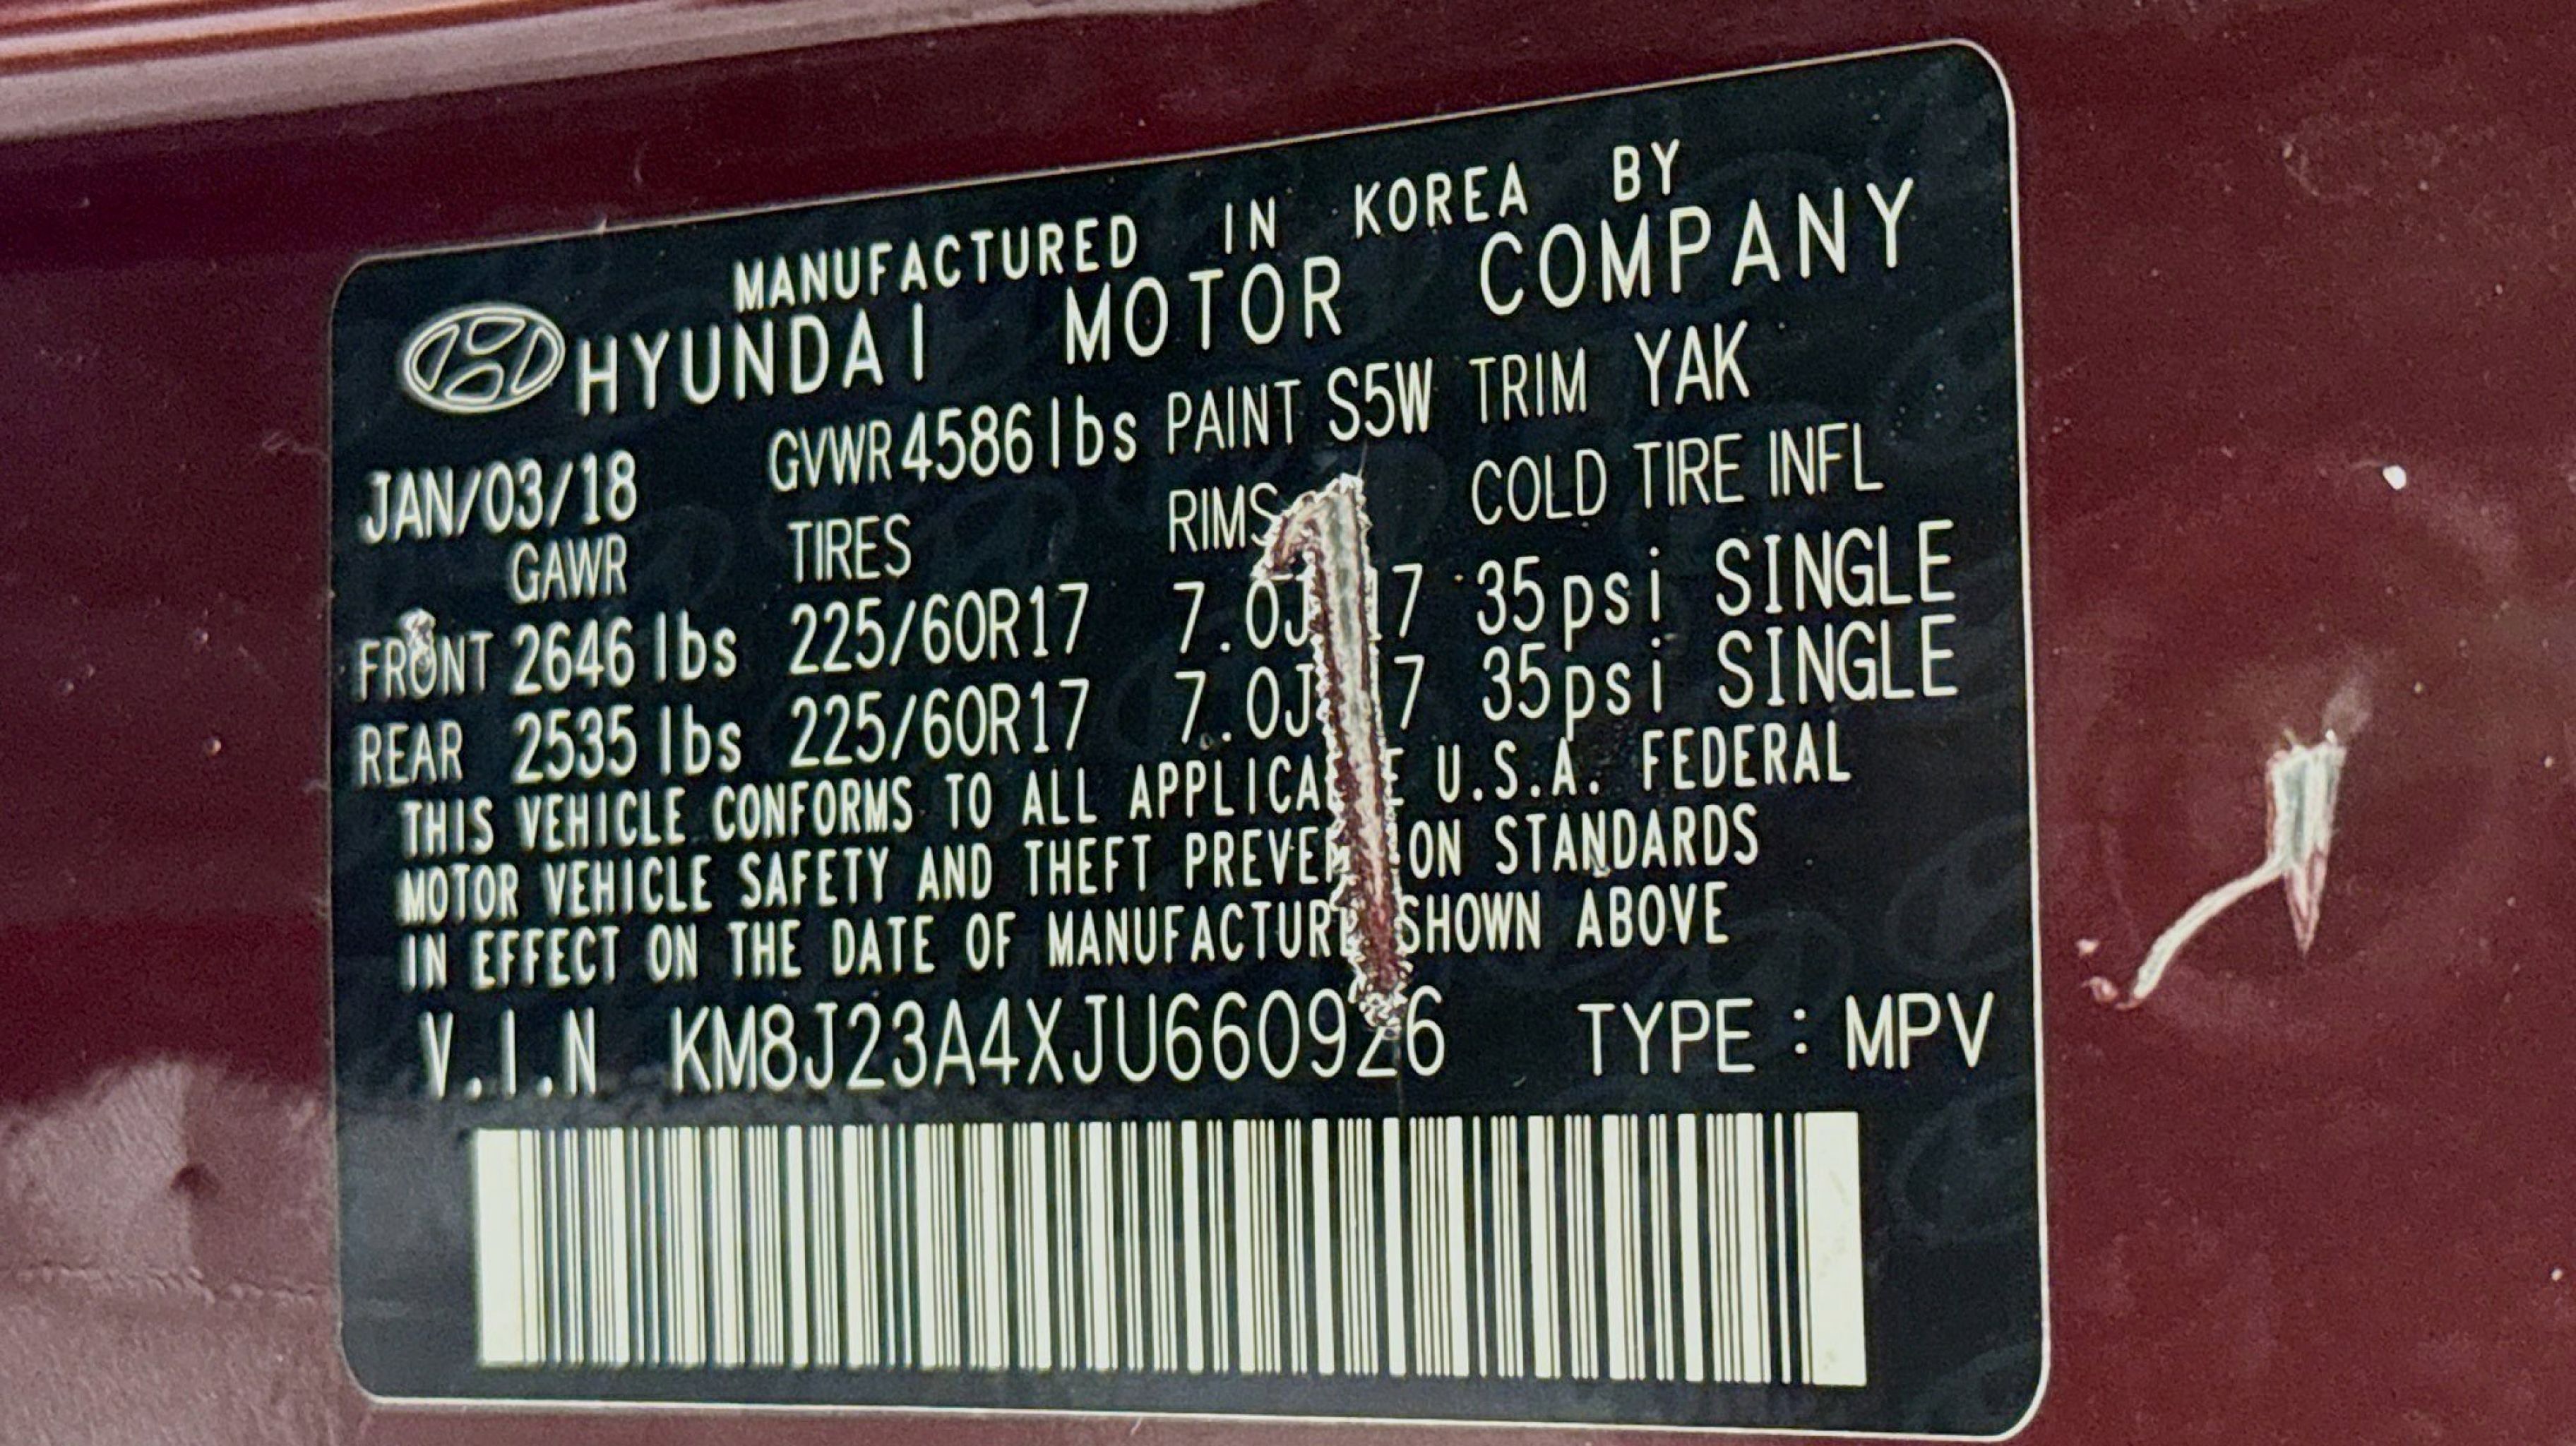 MANUFACTURED IN KOREA BY
HYUNDAI MOTOR COMPANY
JAN/03/18 GVWR 4586 lbs PAINT S5W TRIM YAK
GAWR TIRES RIMS COLD TIRE INFL
FRONT 2646 lbs 225/60R17 35psi SINGLE
REAR 2535 lbs 225/60R17 35psi SINGLE
THIS VEHICLE CONFORMS TO ALL U.S.A. FEDERAL
MOTOR VEHICLE SAFETY AND THEFT STANDARDS
IN EFFECT ON THE DATE OF MANUFACTURE SHOWN ABOVE
V.I.N KM8J23A4XJU660926 TYPE : MPV